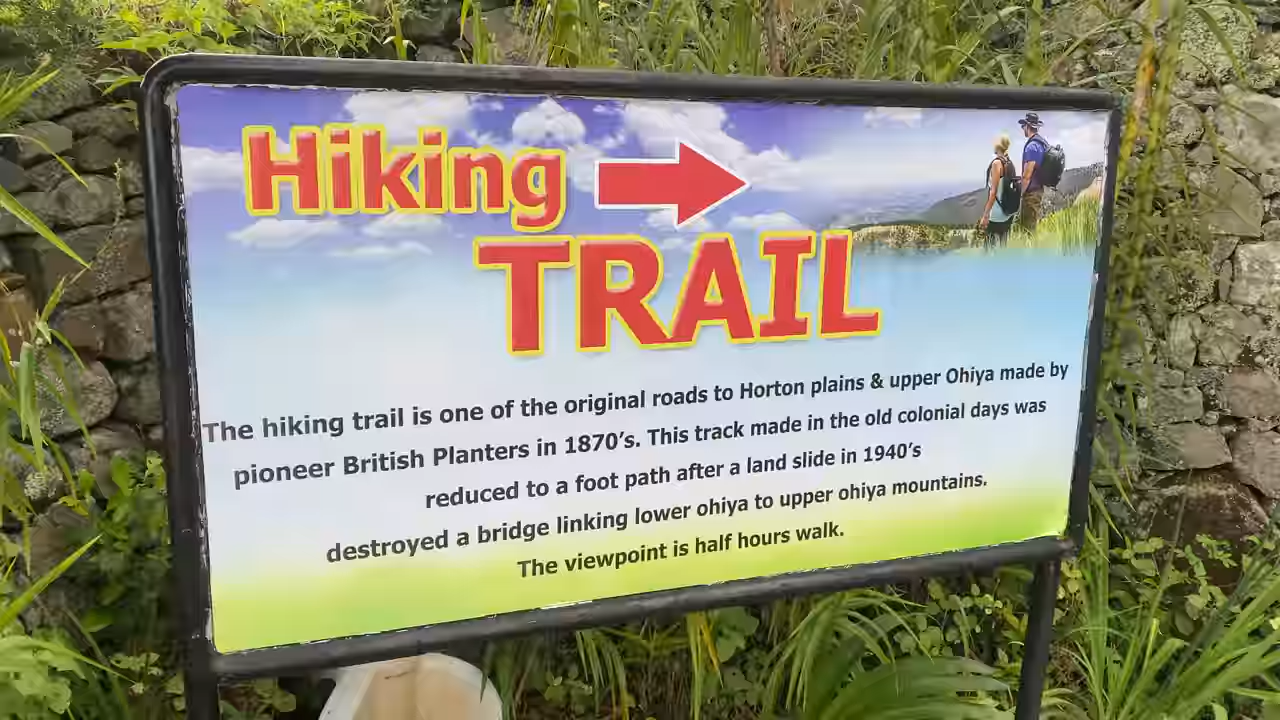 Hiking
TRAIL
The hiking trail is one of the original roads to Horton plains & upper Ohiya made by
pioneer British Planters in 1870's. This track made in the old colonial days was
reduced to a foot path after a land slide in 1940's
destroyed a bridge linking lower ohiya to upper ohiya mountains.
The viewpoint is half hours walk.